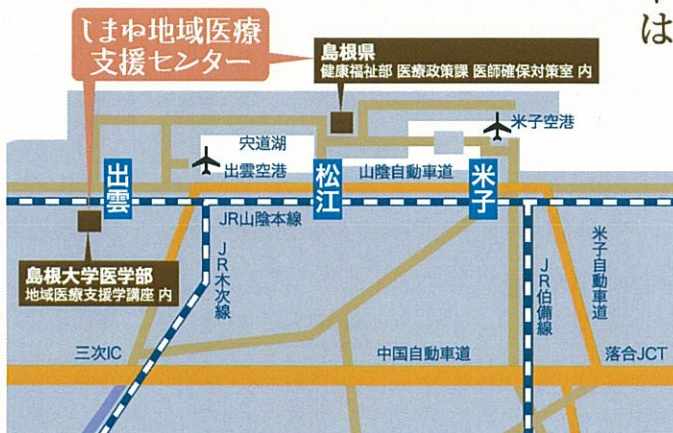 は
しまね地域医療
支援センター
島根県
健康福祉部 医療政策課 医師確保対策室 内
米子空港
宍道湖
出雲空港
山陰自動車道
出雲
松江
米子
JR山陰本線
島根大学医学部
地域医療支援学講座 内
JR木次線
JR伯備線
米子自動車道
三次IC
中国自動車道
落合JCT